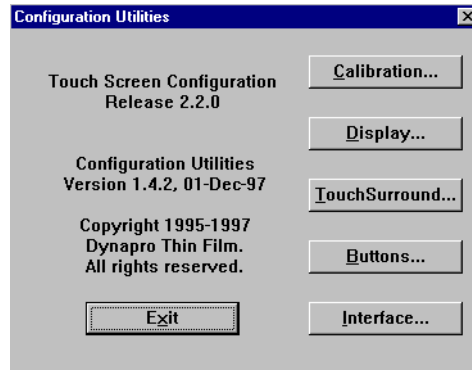 Configuration Utilities
Touch Screen Configuration
Release 2.2.0
Configuration Utilities
Version 1.4.2, 01-Dec-97
Copyright 1995-1997
Dynapro Thin Film.
All rights reserved.
Exit
Calibration...
Display...
TouchSurround...
Buttons...
Interface...